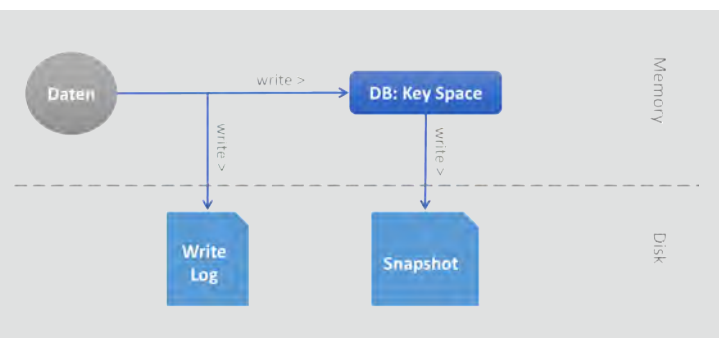 write >
Daten
DB: Key Space
Memory
write >
write >
Write
Log
Snapshot
Disk